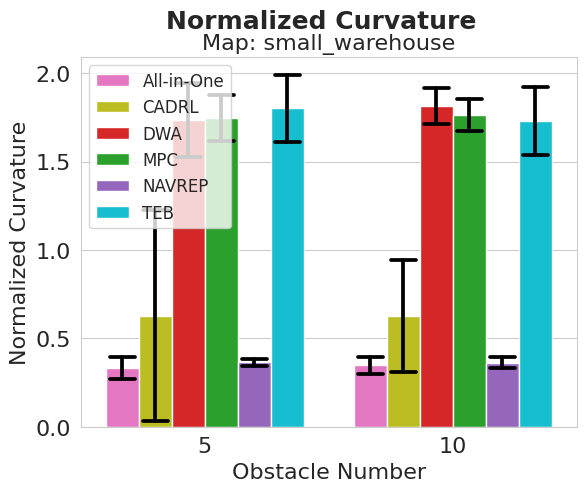 Normalized Curvature
Map: small_warehouse
Normalized Curvature
2.0
1.5
1.0
0.5
0.0
All-in-One
CADRL
DWA
MPC
NAVREP
TEB
5
10
Obstacle Number